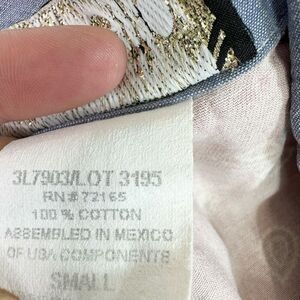 3L7903/LOT 3195
RN# 72165
100 % COTTON
ASSEMBLED IN MEXICO
OF USA COMPONENTS
SMALL